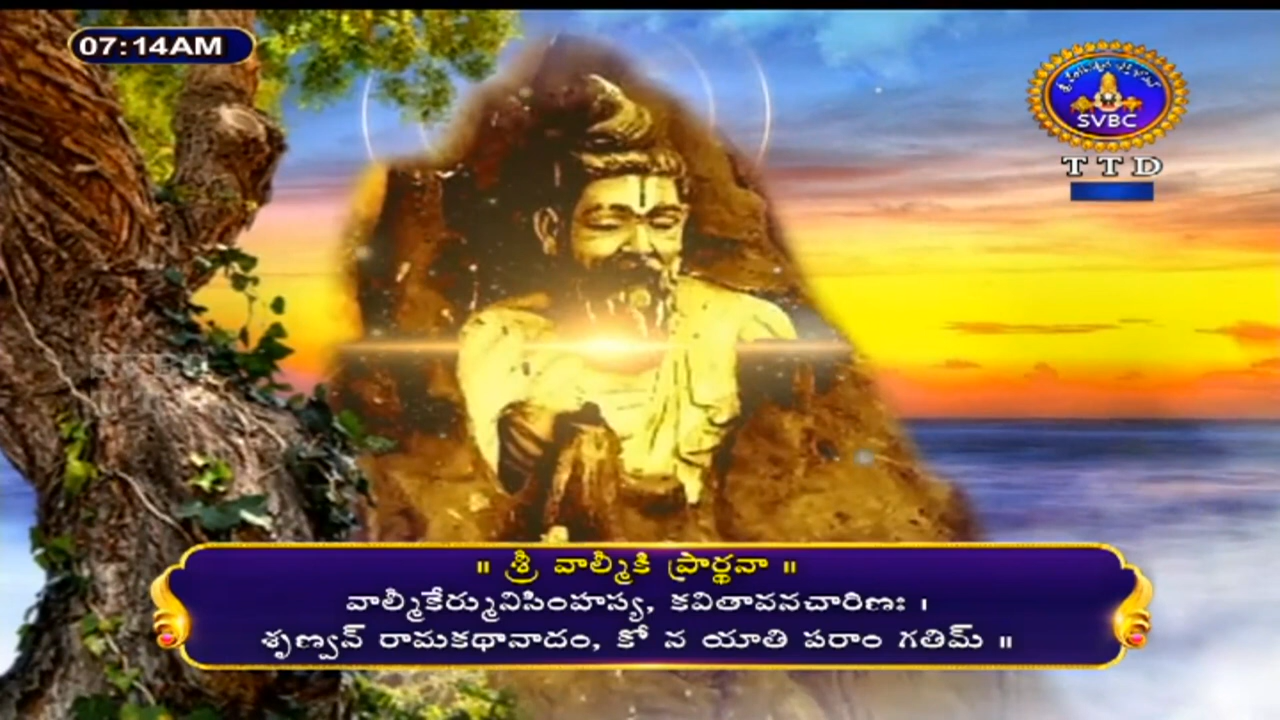 07:14AM
SVBC
TTD
॥ శ్రీ వాల్మీకి ప్రార్థనా ॥
వాల్మీకేర్మునిసింహస్య, కవితావనచారిణః ।
శృణ్వన్ రామకథానాదం, కో న యాతి పరాం గతిమ్ ॥